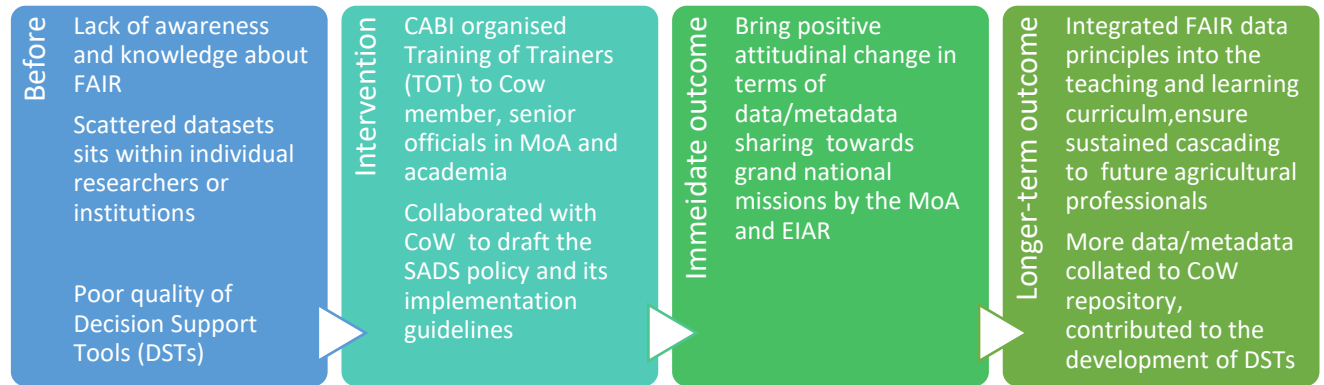 Before
Lack of awareness
and knowledge about
FAIR
Scattered datasets
sits within individual
researchers or
institutions
Poor quality of
Decision Support
Tools (DSTs)
Intervention
CABI organised
Training of Trainers
(TOT) to Cow
member, senior
officials in MoA and
academia
Collaborated with
CoW to draft the
SADS policy and its
implementation
guidelines
Immeidate outcome
Bring positive
attitudinal change in
terms of
data/metadata
sharing towards
grand national
missions by the MoA
and EIAR
Longer-term outcome
Integrated FAIR data
principles into the
teaching and learning
curriculm,ensure
sustained cascading
to future agricultural
professionals
More data/metadata
collated to CoW
repository,
contributed to the
development of DSTs